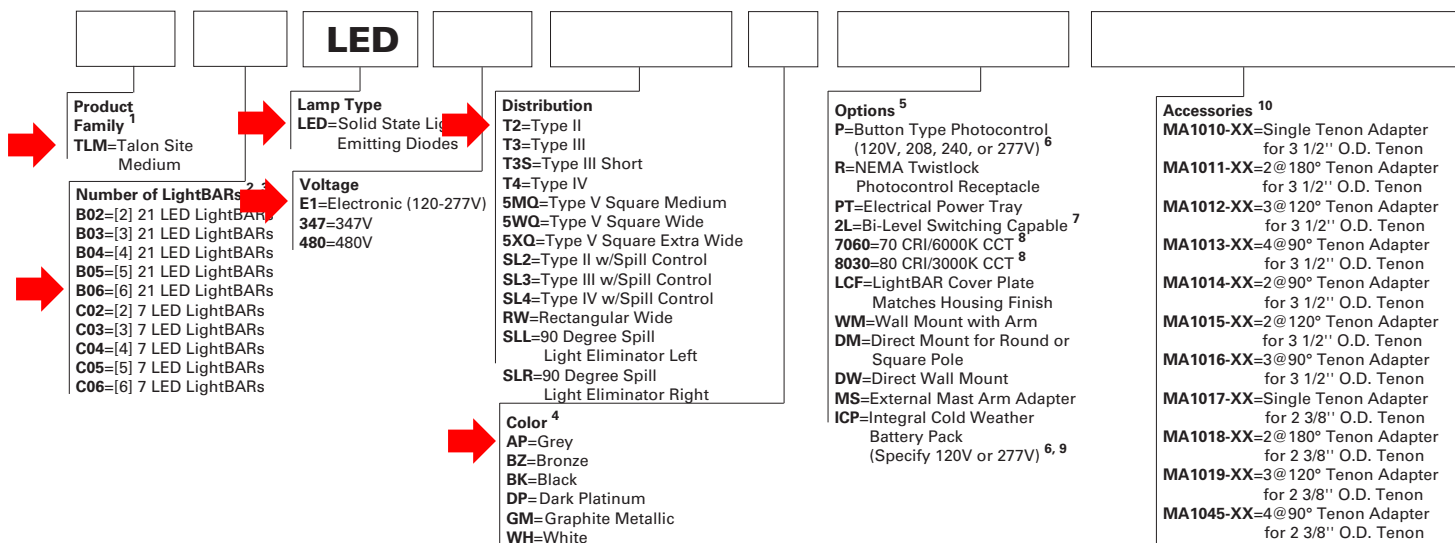 LED
Product
Family 1
TLM=Talon Site
Medium
Number of LightBARs 2, 3
B02=[2] 21 LED LightBARs
B03=[3] 21 LED LightBARs
B04=[4] 21 LED LightBARs
B05=[5] 21 LED LightBARs
B06=[6] 21 LED LightBARs
C02=[2] 7 LED LightBARs
C03=[3] 7 LED LightBARs
C04=[4] 7 LED LightBARs
C05=[5] 7 LED LightBARs
C06=[6] 7 LED LightBARs
Lamp Type
LED=Solid State
Emitting Diodes
Voltage
E1=Electronic (120-277V)
347=347V
480=480V
Distribution
T2=Type II
T3=Type III
T3S=Type III Short
T4=Type IV
5MQ=Type V Square Medium
5WQ=Type V Square Wide
5XQ=Type V Square Extra Wide
SL2=Type II w/Spill Control
SL3=Type III w/Spill Control
SL4=Type IV w/Spill Control
RW=Rectangular Wide
SLL=90 Degree Spill
Light Eliminator Left
SLR=90 Degree Spill
Light Eliminator Right
Color 4
AP=Grey
BZ=Bronze
BK=Black
DP=Dark Platinum
GM=Graphite Metallic
WH=White
Options 5
P=Button Type Photocontrol
(120V, 208, 240, or 277V) 6
R=NEMA Twistlock
Photocontrol Receptacle
PT=Electrical Power Tray
2L=Bi-Level Switching Capable 7
7060=70 CRI/6000K CCT 8
8030=80 CRI/3000K CCT 8
LCF=LightBAR Cover Plate
Matches Housing Finish
WM=Wall Mount with Arm
DM=Direct Mount for Round or
Square Pole
DW=Direct Wall Mount
MS=External Mast Arm Adapter
ICP=Integral Cold Weather
Battery Pack
(Specify 120V or 277V) 6, 9
Accessories 10
MA1010-XX=Single Tenon Adapter
for 3 1/2'' O.D. Tenon
MA1011-XX=2@180° Tenon Adapter
for 3 1/2'' O.D. Tenon
MA1012-XX=3@120° Tenon Adapter
for 3 1/2'' O.D. Tenon
MA1013-XX=4@90° Tenon Adapter
for 3 1/2'' O.D. Tenon
MA1014-XX=2@90° Tenon Adapter
for 3 1/2'' O.D. Tenon
MA1015-XX=2@120° Tenon Adapter
for 3 1/2'' O.D. Tenon
MA1016-XX=3@90° Tenon Adapter
for 3 1/2'' O.D. Tenon
MA1017-XX=Single Tenon Adapter
for 2 3/8'' O.D. Tenon
MA1018-XX=2@180° Tenon Adapter
for 2 3/8'' O.D. Tenon
MA1019-XX=3@120° Tenon Adapter
for 2 3/8'' O.D. Tenon
MA1045-XX=4@90° Tenon Adapter
for 2 3/8'' O.D. Tenon